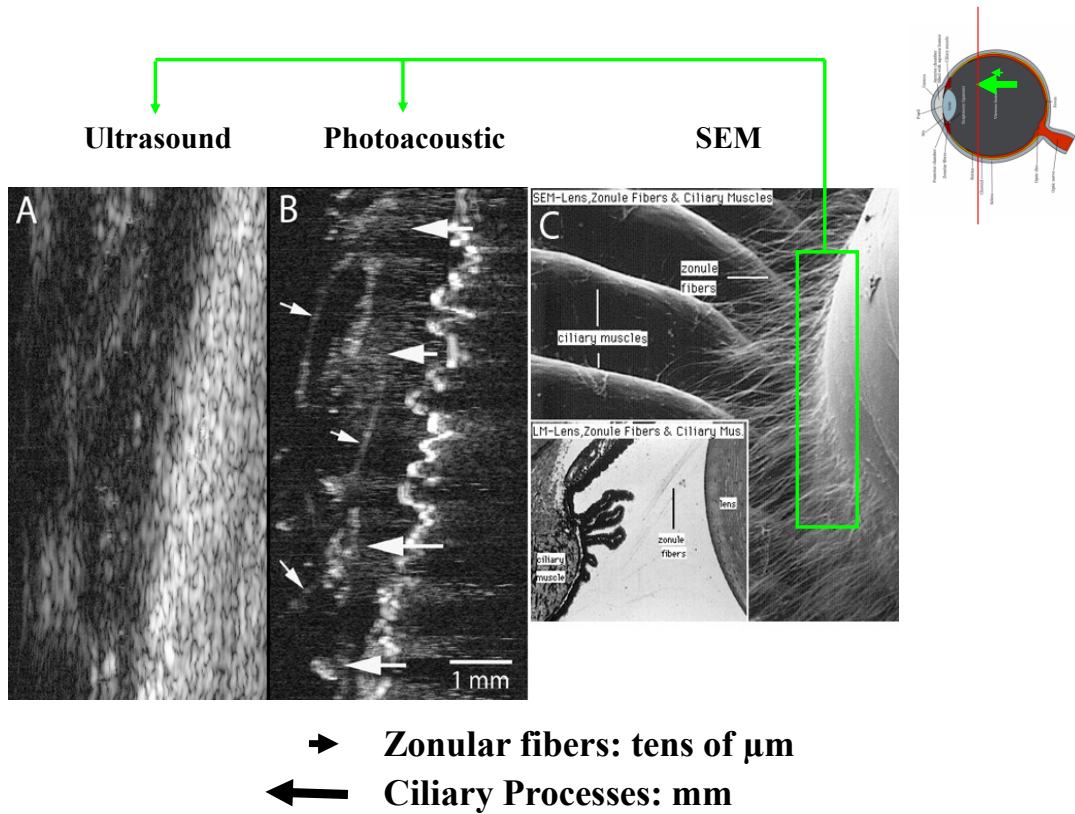 Ultrasound
Photoacoustic
SEM
A
B
1 mm
SEM-Lens,Zonule Fibers & Ciliary Muscles
C
zonule
fibers
ciliary muscles
LM-Lens,Zonule Fibers & Ciliary Mus.
lens
zonule
fibers
ciliary
muscle
Zonular fibers: tens of µm
Ciliary Processes: mm